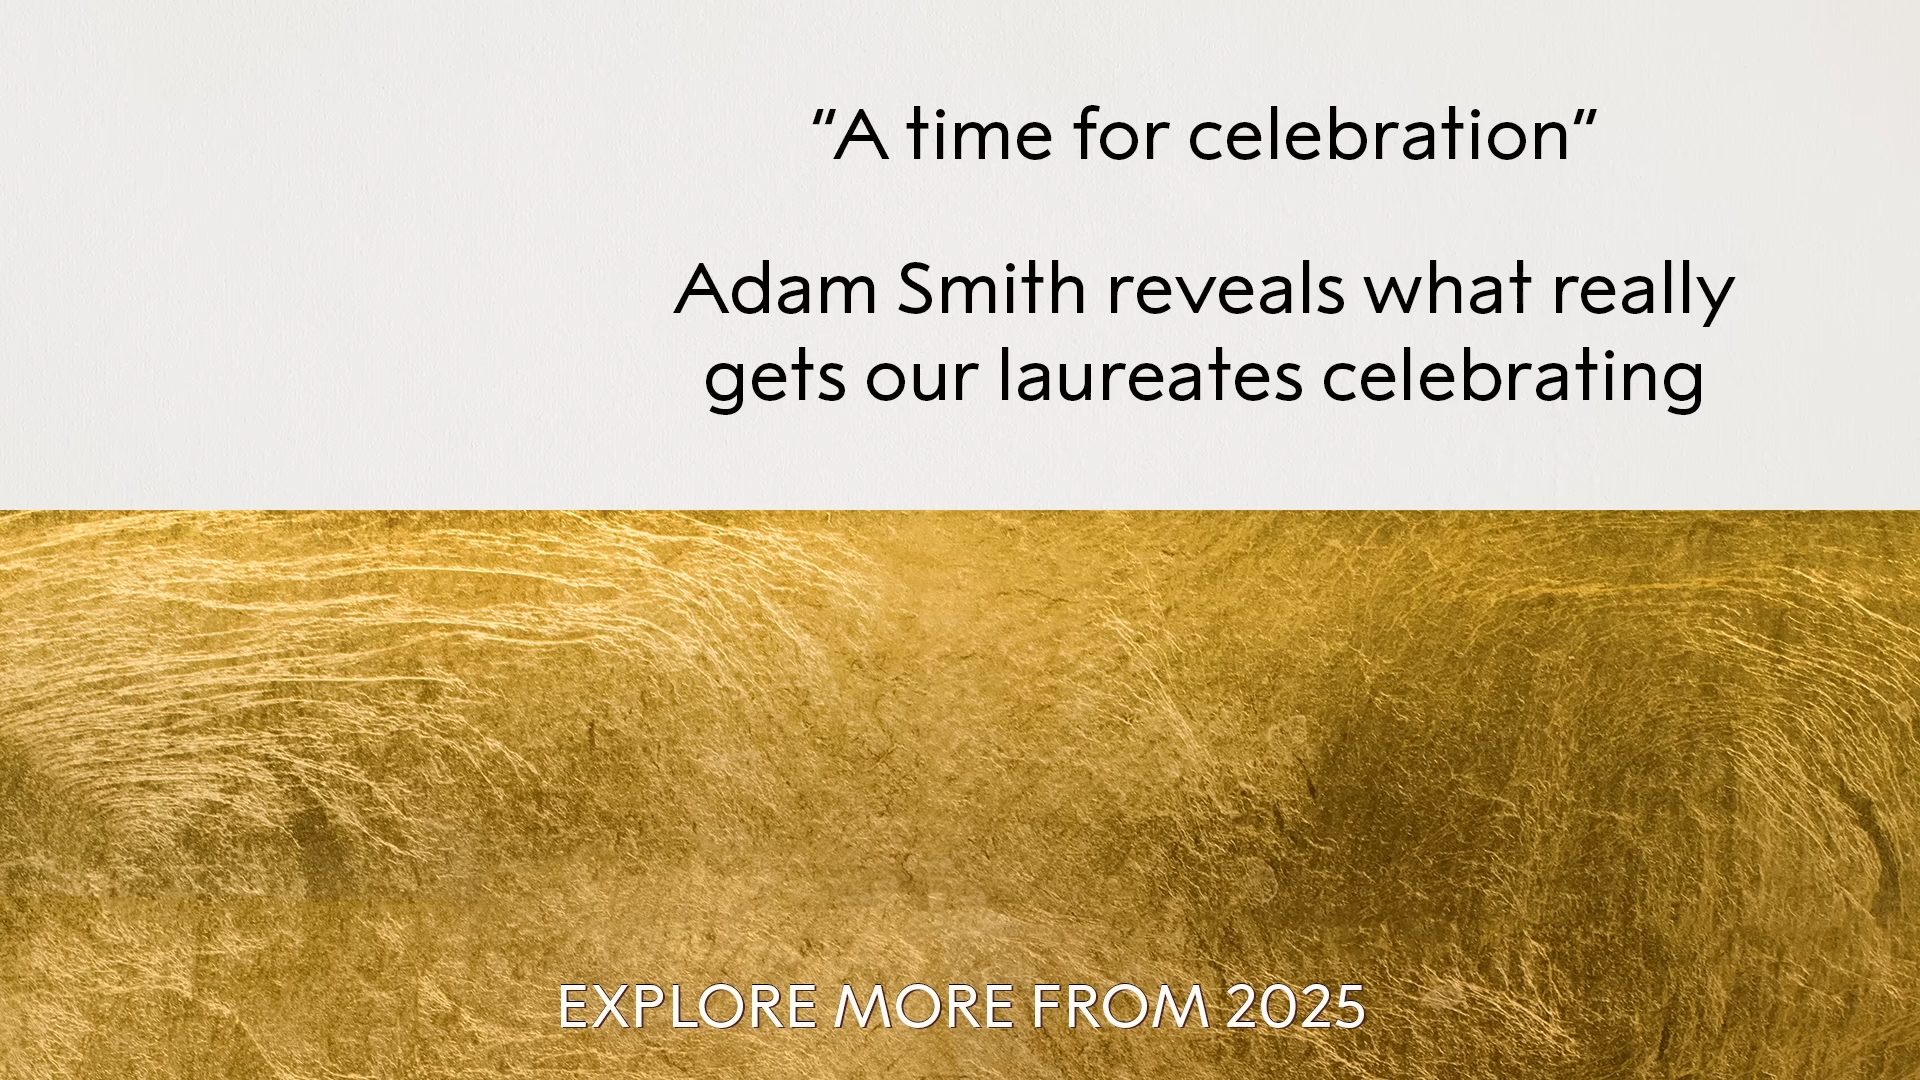 "A time for celebration"
Adam Smith reveals what really
gets our laureates celebrating
EXPLORE MORE FROM 2025